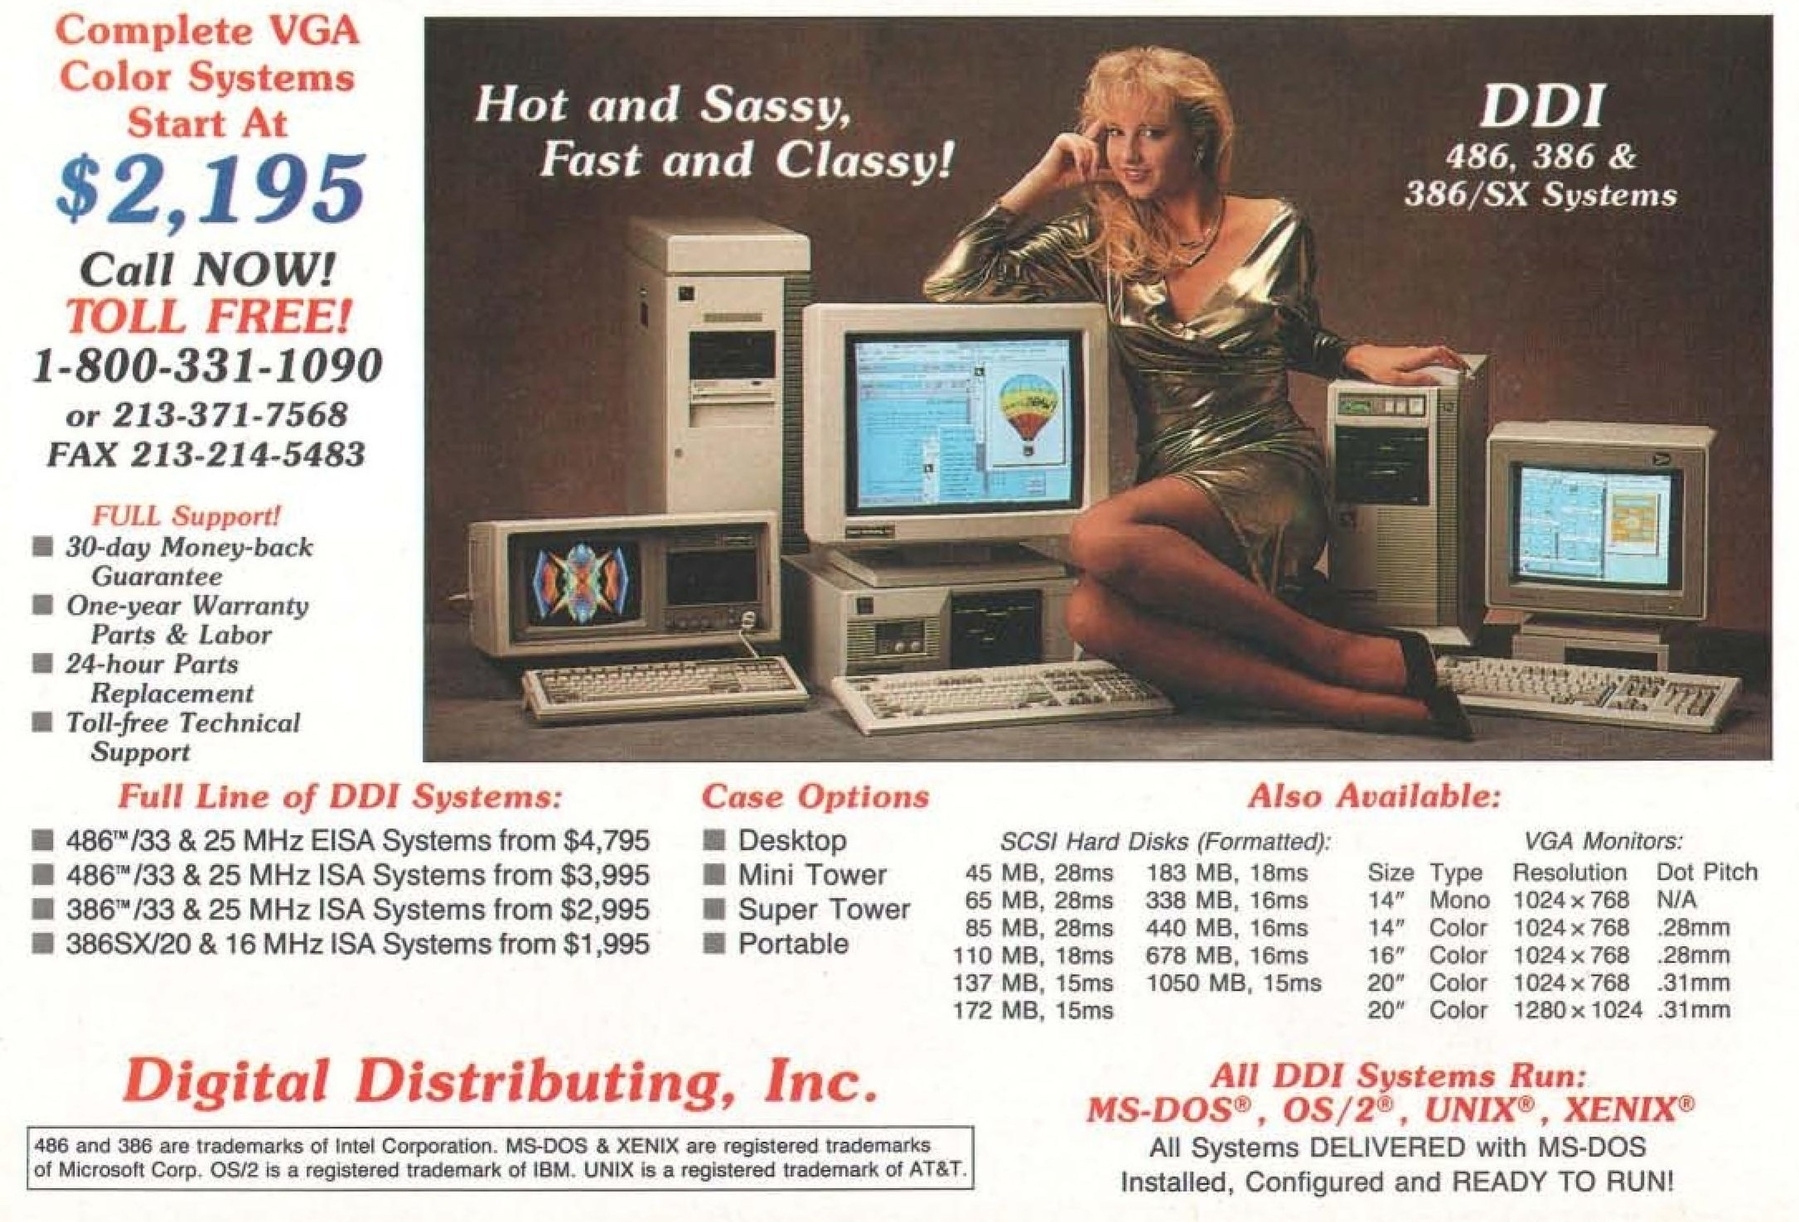 Complete VGA
Color Systems
Start At
$2,195
Call NOW!
TOLL FREE!
1-800-331-1090
or 213-371-7568
FAX 213-214-5483
FULL Support!
30-day Money-back
Guarantee
One-year Warranty
Parts & Labor
24-hour Parts
Replacement
Toll-free Technical
Support
Hot and Sassy,
Fast and Classy!
DDI
486, 386 &
386/SX Systems
Full Line of DDI Systems:
486™/33 & 25 MHz EISA Systems from $4,795
486™/33 & 25 MHz ISA Systems from $3,995
386™/33 & 25 MHz ISA Systems from $2,995
386SX/20 & 16 MHz ISA Systems from $1,995
Case Options
Desktop
Mini Tower
Super Tower
Portable
Also Available:
SCSI Hard Disks (Formatted):
45 MB, 28ms 183 MB, 18ms
65 MB, 28ms 338 MB, 16ms
85 MB, 28ms 440 MB, 16ms
110 MB, 18ms 678 MB, 16ms
137 MB, 15ms 1050 MB, 15ms
172 MB, 15ms
VGA Monitors:
Size Type Resolution Dot Pitch
14" Mono 1024 x 768 N/A
14" Color 1024 x 768 .28mm
16" Color 1024 x 768 .28mm
20" Color 1024 x 768 .31mm
20" Color 1280 x 1024 .31mm
Digital Distributing, Inc.
486 and 386 are trademarks of Intel Corporation. MS-DOS & XENIX are registered trademarks
of Microsoft Corp. OS/2 is a registered trademark of IBM. UNIX is a registered trademark of AT&T.
All DDI Systems Run:
MS-DOS®, OS/2®, UNIX®, XENIX®
All Systems DELIVERED with MS-DOS
Installed, Configured and READY TO RUN!